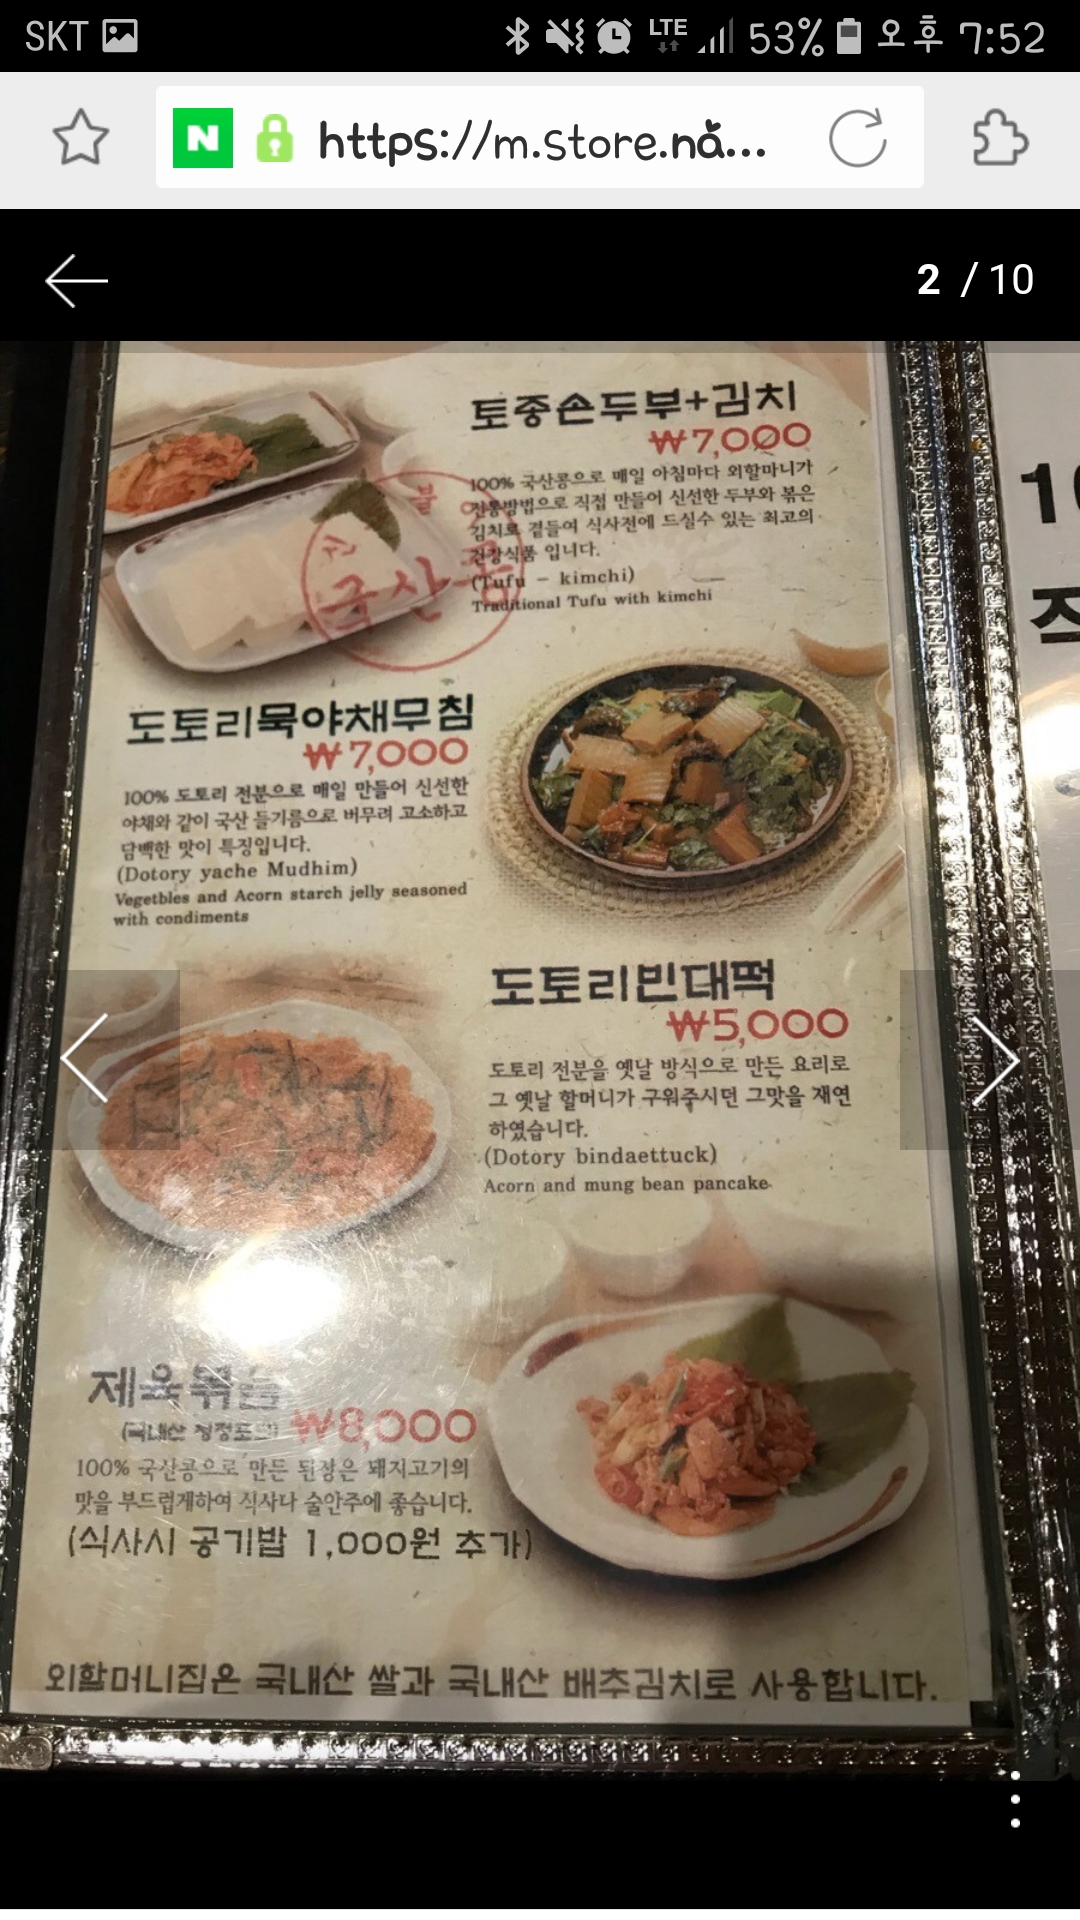 SKT LTE 53% 오후 7:52
N https://m.store.na...
2 / 10
토종손두부+김치
₩7,000
100% 국산콩으로 매일 아침마다 외할마니가
전통방법으로 직접 만들어 신선한 두부와 볶은
김치로 곁들여 식사전에 드실수 있는 최고의
건강식품 입니다.
(Tufu - kimchi)
Traditional Tufu with kimchi
국산콩
도토리묵야채무침
₩7,000
100% 도토리 전분으로 매일 만들어 신선한
야채와 같이 국산 들기름으로 버무려 고소하고
담백한 맛이 특징입니다.
(Dotory yache Mudhim)
Vegetbles and Acorn starch jelly seasoned
with condiments
도토리빈대떡
₩5,000
도토리 전분을 옛날 방식으로 만든 요리로
그 옛날 할머니가 구워주시던 그맛을 재연
하였습니다.
(Dotory bindaettuck)
Acorn and mung bean pancake
제육볶음
(국내산 청정도 ₩8,000
100% 국산콩으로 만든 된장은 돼지고기의
맛을 부드럽게하여 식사나 술안주에 좋습니다.
(식사시 공기밥 1,000원 추가)
외할머니집은 국내산 쌀과 국내산 배추김치로 사용합니다.